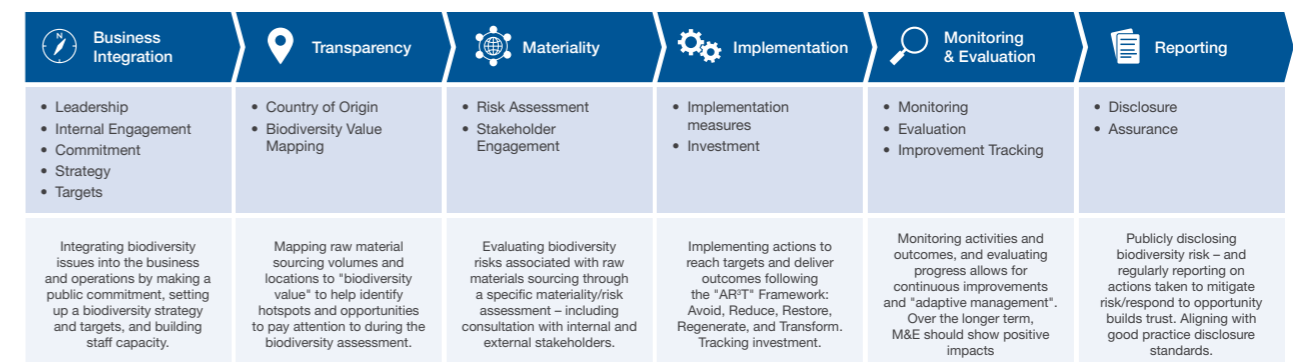 Business
Integration
Transparency
Materiality
Implementation
Monitoring
& Evaluation
Reporting
• Leadership
• Internal Engagement
• Commitment
• Strategy
• Targets
• Country of Origin
• Biodiversity Value
Mapping
• Risk Assessment
• Stakeholder
Engagement
• Implementation
measures
• Investment
• Monitoring
• Evaluation
• Improvement Tracking
• Disclosure
• Assurance
Integrating biodiversity
issues into the business
and operations by making a
public commitment, setting
up a biodiversity strategy
and targets, and building
staff capacity.
Mapping raw material
sourcing volumes and
locations to "biodiversity
value" to help identify
hotspots and opportunities
to pay attention to during the
biodiversity assessment.
Evaluating biodiversity
risks associated with raw
materials sourcing through
a specific materiality/risk
assessment – including
consultation with internal and
external stakeholders.
Implementing actions to
reach targets and deliver
outcomes following
the "AR³T" Framework:
Avoid, Reduce, Restore,
Regenerate, and Transform.
Tracking investment.
Monitoring activities and
outcomes, and evaluating
progress allows for
continuous improvements
and "adaptive management".
Over the longer term,
M&E should show positive
impacts
Publicly disclosing
biodiversity risk – and
regularly reporting on
actions taken to mitigate
risk/respond to opportunity
builds trust. Aligning with
good practice disclosure
standards.